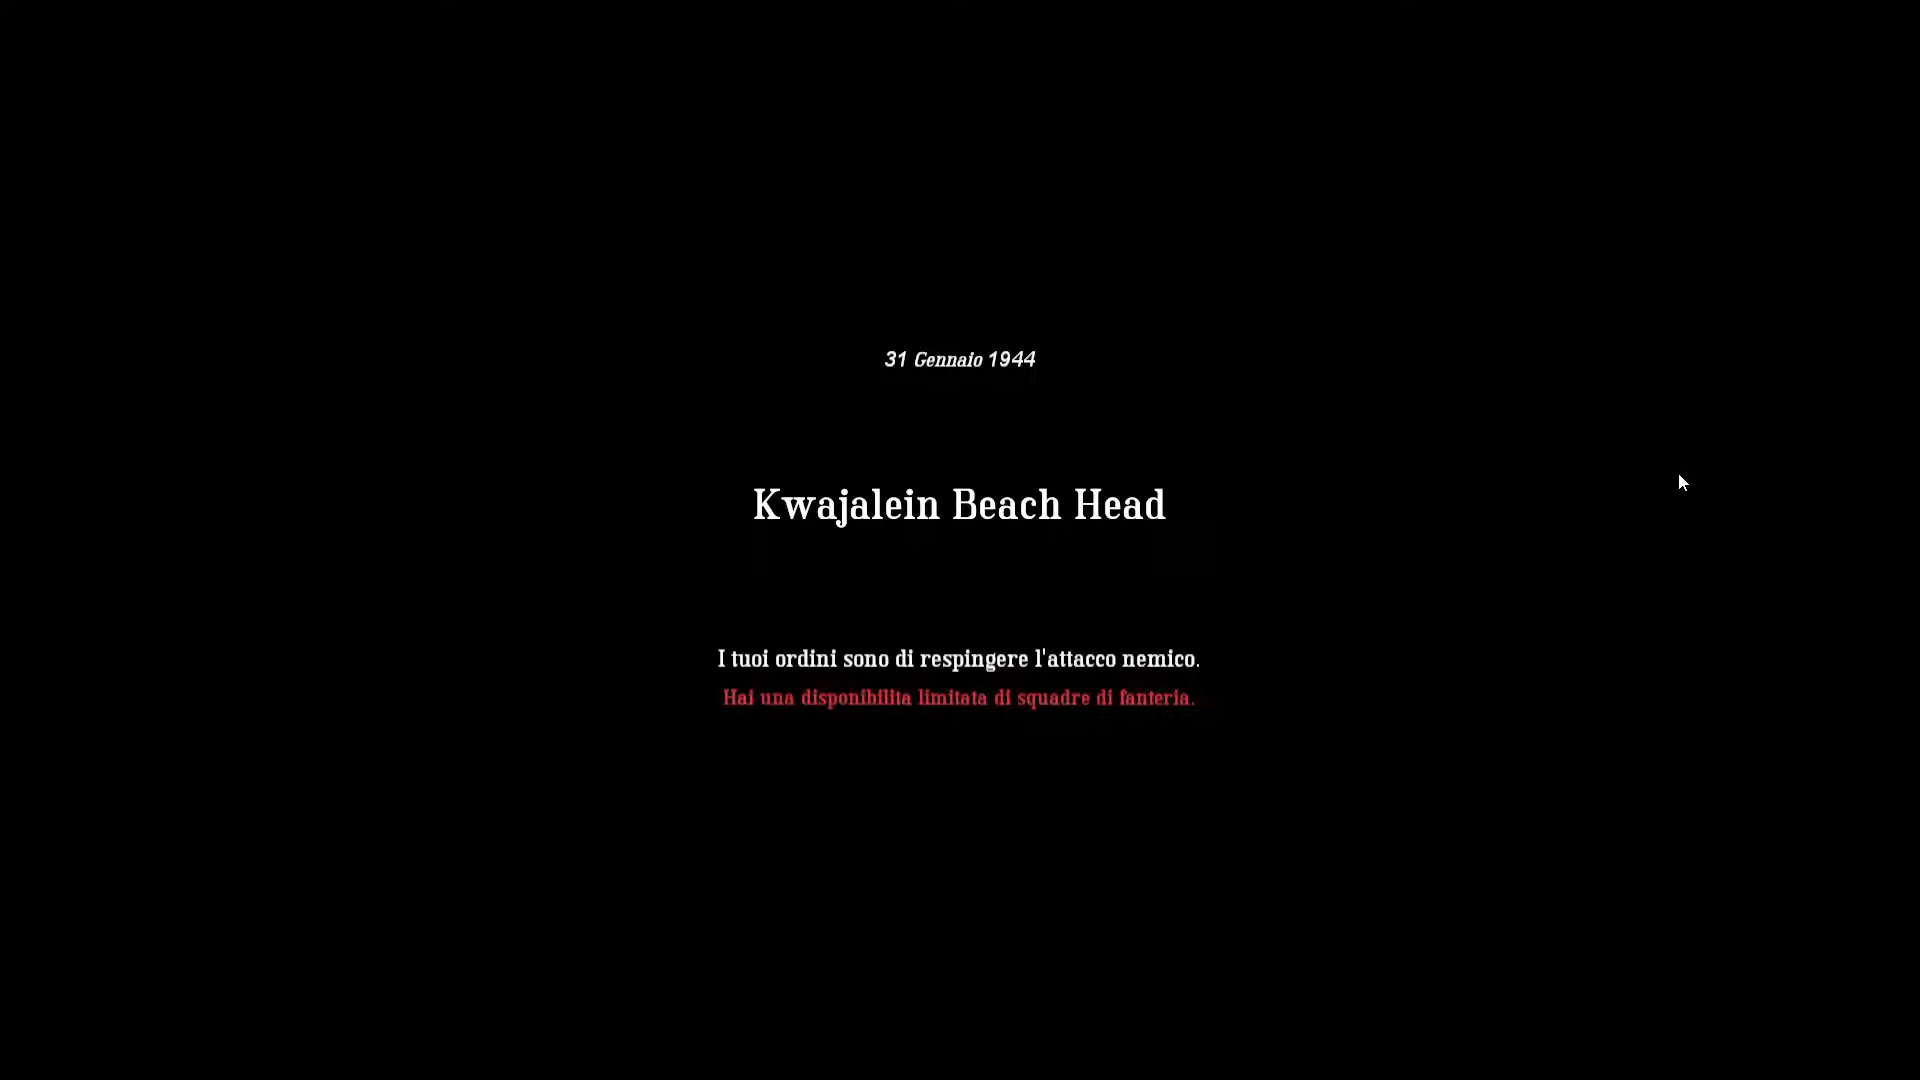 31 Gennaio 1944
Kwajalein Beach Head
I tuoi ordini sono di respingere l'attacco nemico.
Hai una disponibilita limitata di squadre di fanteria.